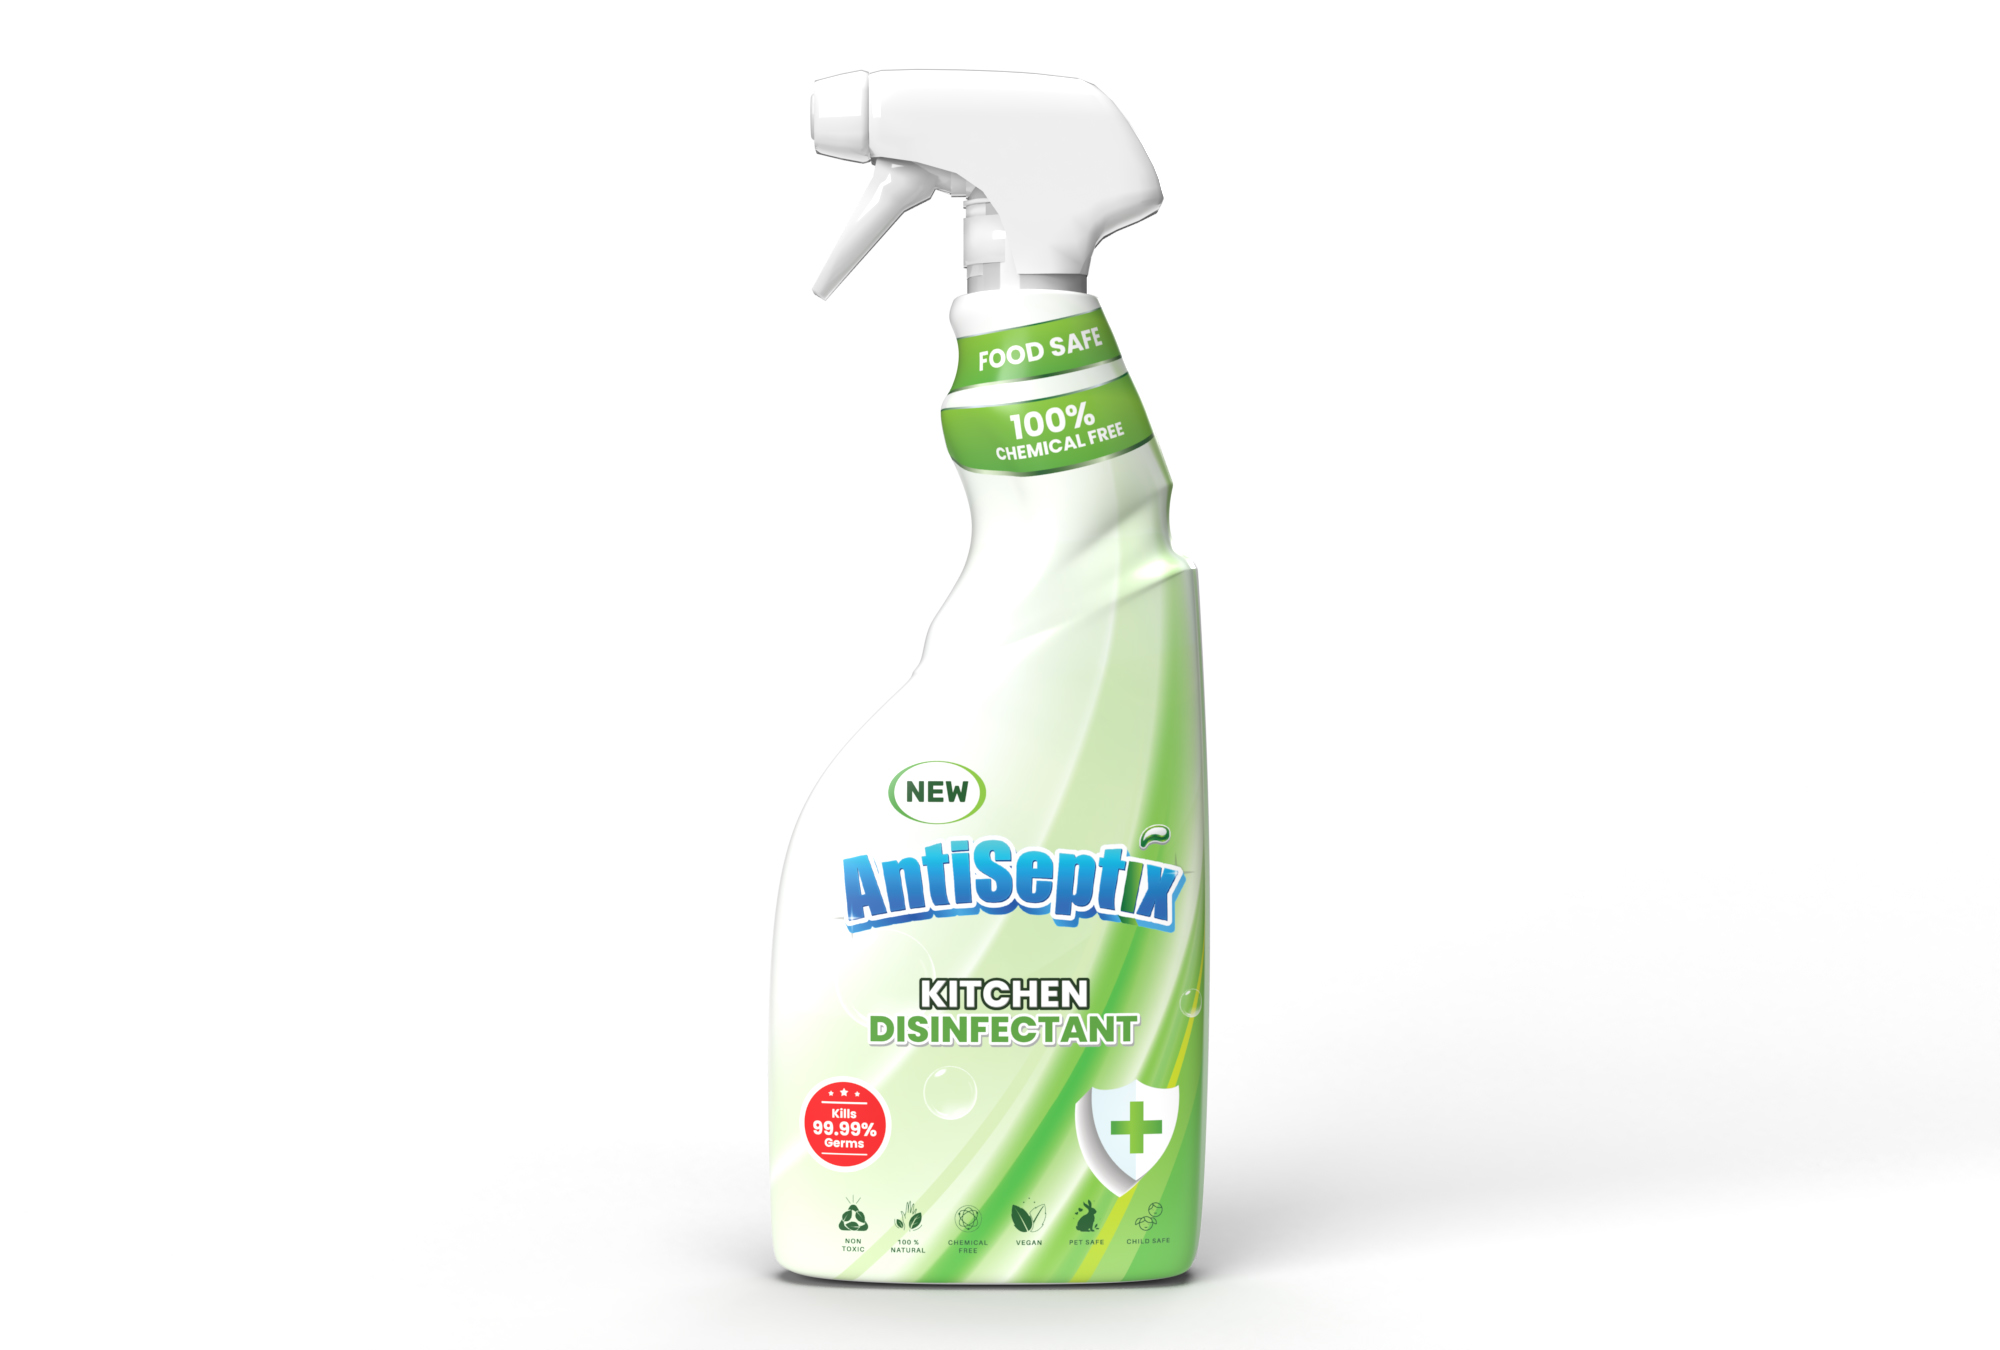 FOOD SAFE
100%
CHEMICAL FREE
NEW
AntiSeptix
KITCHEN
DISINFECTANT
Kills
99.99%
Germs
NON
TOXIC
100 %
NATURAL
CHEMICAL
FREE
VEGAN
PET SAFE
CHILD SAFE